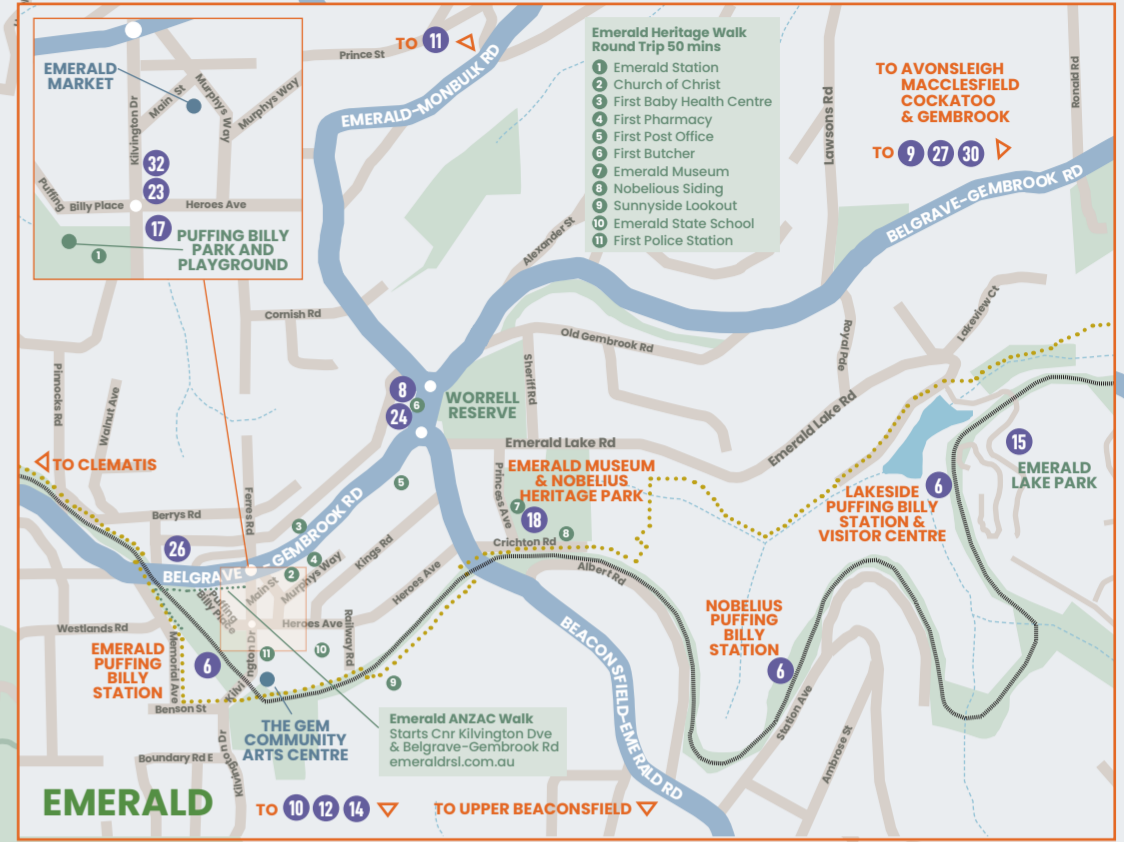 EMERALD
MARKET
Main St
Murphys Way
Murphys Way
Kilvington Dr
32
23
Puffing
Billy Place
Heroes Ave
17
PUFFING BILLY
PARK AND
PLAYGROUND
1
Prince St
TO 11
EMERALD-MONBULK RD
Emerald Heritage Walk
Round Trip 50 mins
1 Emerald Station
2 Church of Christ
3 First Baby Health Centre
4 First Pharmacy
5 First Post Office
6 First Butcher
7 Emerald Museum
8 Nobelious Siding
9 Sunnyside Lookout
10 Emerald State School
11 First Police Station
TO AVONSLEIGH
MACCLESFIELD
COCKATOO
& GEMBROOK
TO 9 27 30
Ronald Rd
Lawsons Rd
BELGRAVE-GEMBROOK RD
Alexander St
Cornish Rd
Old Gembrook Rd
Royal Pde
Lakeview Ct
Pinnocks Rd
Walnut Ave
Sheriff Rd
8
6
24
WORRELL
RESERVE
Emerald Lake Rd
Emerald Lake Rd
TO CLEMATIS
EMERALD MUSEUM
& NOBELIUS
HERITAGE PARK
Princess Ave
7
18
8
Crichton Rd
15
EMERALD
LAKE PARK
6
LAKESIDE
PUFFING BILLY
STATION &
VISITOR CENTRE
5
Berrys Rd
Ferres Rd
3
26
BELGRAVE-GEMBROOK RD
4
2
Main St
Murphys Way
Kings Rd
Heroes Ave
Albert Rd
Puffing
Billy Place
Heroes Ave
Railway Rd
Westlands Rd
Memorial Ave
EMERALD
PUFFING
BILLY
STATION
6
11
10
9
Kilvington Dr
Benson St
NOBELIUS
PUFFING
BILLY
STATION
6
BEACONSFIELD-EMERALD RD
Station Ave
Ambrose St
THE GEM
COMMUNITY
ARTS CENTRE
Emerald ANZAC Walk
Starts Cnr Kilvington Dve
& Belgrave-Gembrook Rd
emeraldrsl.com.au
Boundary Rd E
Kilvington Dr
EMERALD
TO 10 12 14
TO UPPER BEACONSFIELD